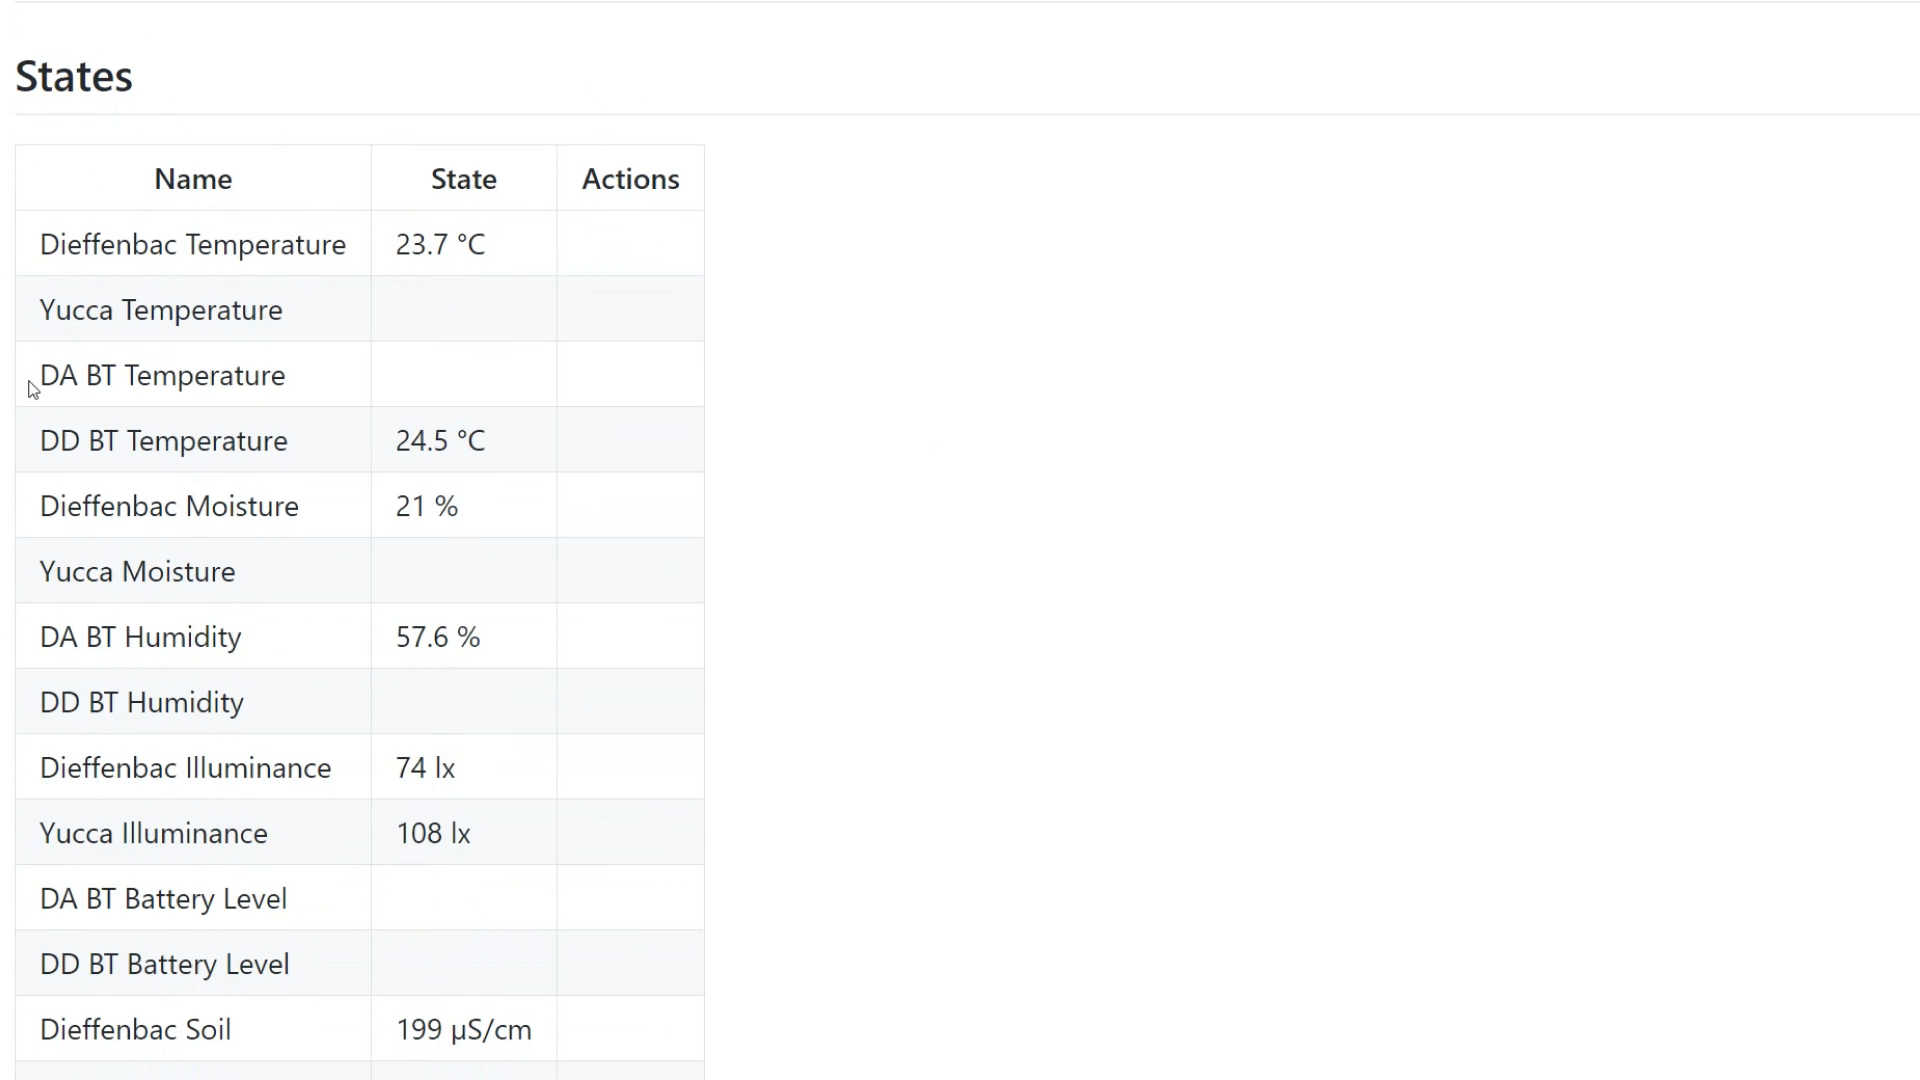 States
Name State Actions
Dieffenbac Temperature 23.7 °C
Yucca Temperature
DA BT Temperature
DD BT Temperature 24.5 °C
Dieffenbac Moisture 21 %
Yucca Moisture
DA BT Humidity 57.6 %
DD BT Humidity
Dieffenbac Illuminance 74 lx
Yucca Illuminance 108 lx
DA BT Battery Level
DD BT Battery Level
Dieffenbac Soil 199 µS/cm